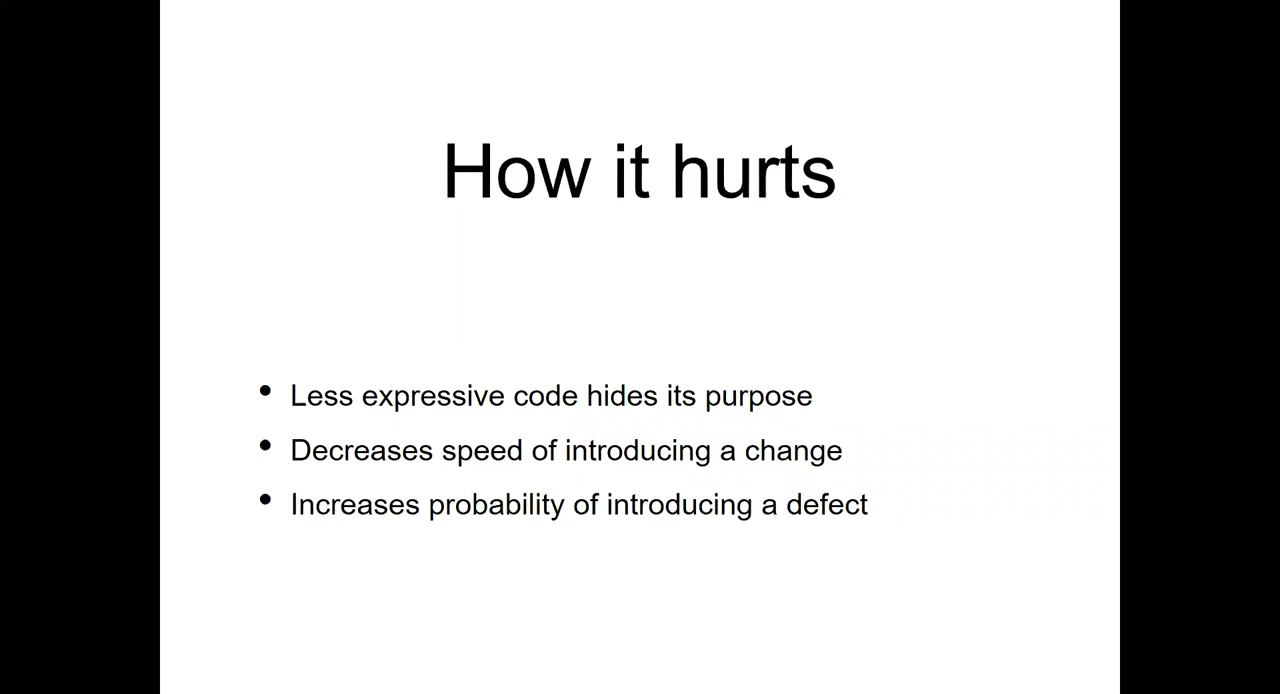 How it hurts
• Less expressive code hides its purpose
• Decreases speed of introducing a change
• Increases probability of introducing a defect